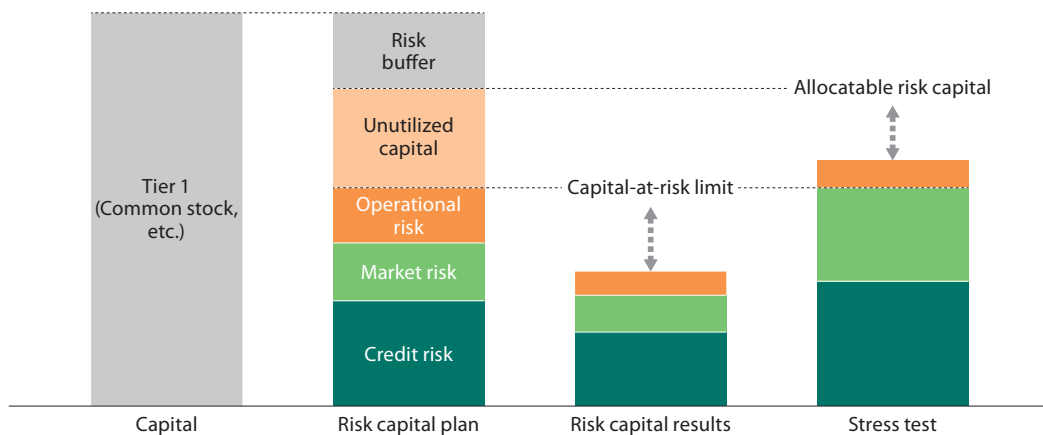 Risk
buffer
Allocatable risk capital
Unutilized
capital
Tier 1
(Common stock,
etc.)
Capital-at-risk limit
Operational
risk
Market risk
Credit risk
Capital
Risk capital plan
Risk capital results
Stress test